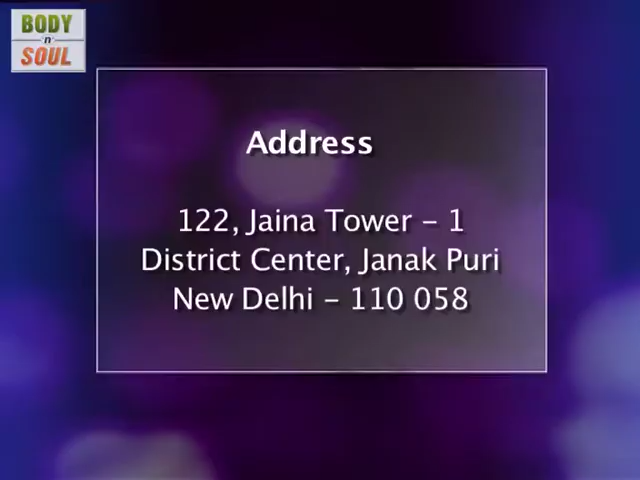 BODY
'n'
SOUL
Address
122, Jaina Tower – 1
District Center, Janak Puri
New Delhi – 110 058